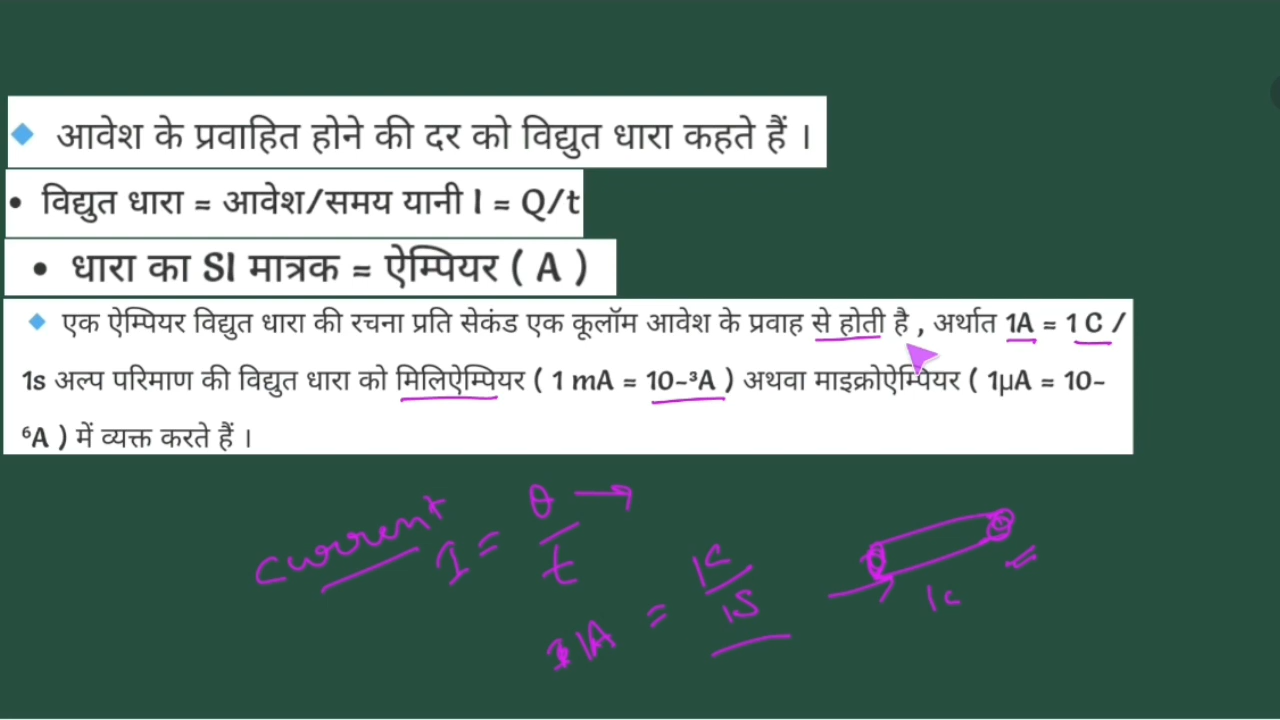 🔹 आवेश के प्रवाहित होने की दर को विद्युत धारा कहते हैं ।
• विद्युत धारा = आवेश/समय यानी I = Q/t
• धारा का SI मात्रक = ऐम्पियर ( A )
🔹 एक ऐम्पियर विद्युत धारा की रचना प्रति सेकंड एक कूलॉम आवेश के प्रवाह से होती है , अर्थात 1A = 1 C /
1s अल्प परिमाण की विद्युत धारा को मिलिऐम्पियर ( 1 mA = 10-³A ) अथवा माइक्रोऐम्पियर ( 1µA = 10-
⁶A ) में व्यक्त करते हैं ।
current I = Q/t →
1A = 1C/1S
1C